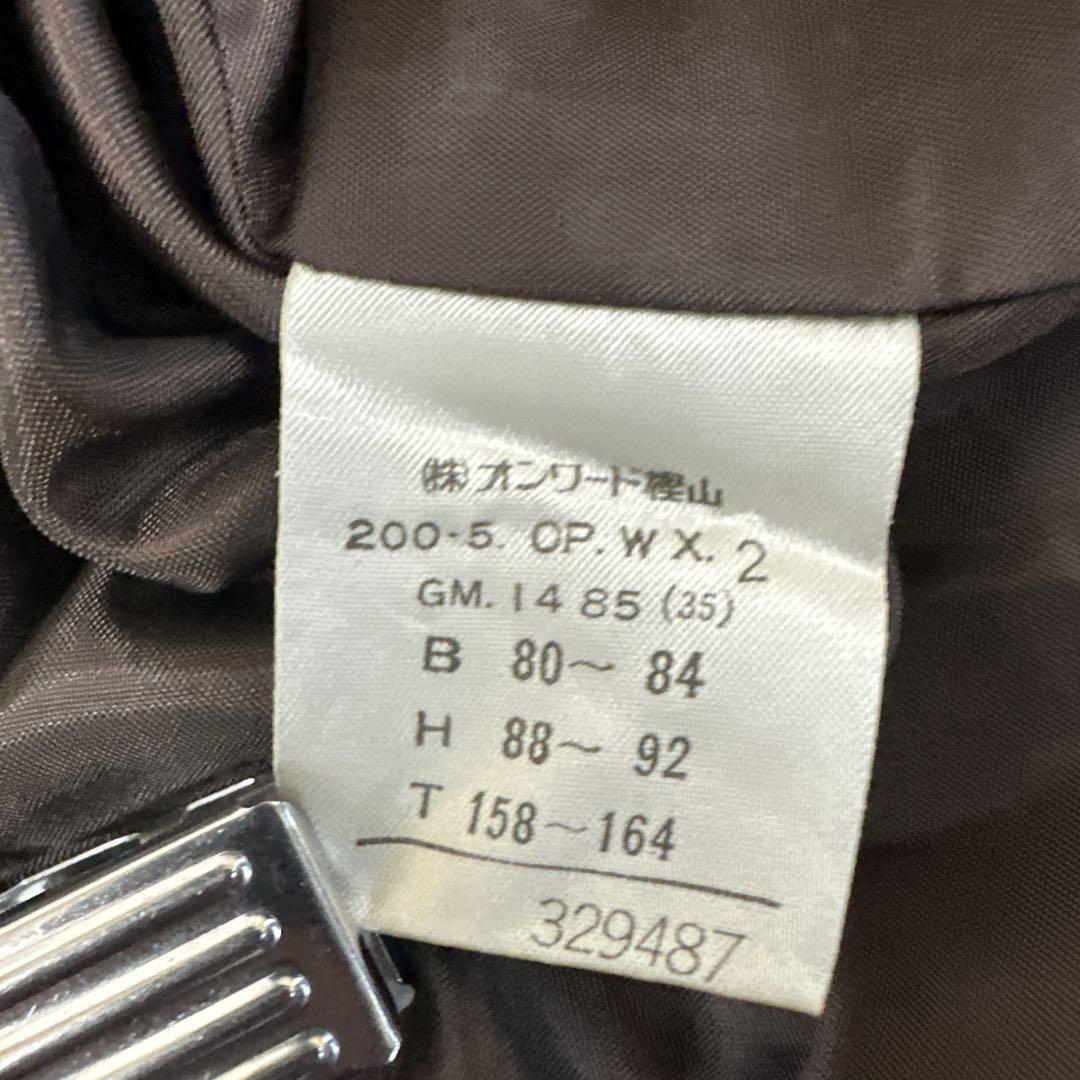 (株)オンワード樫山
200-5. OP. W X. 2
GM. 14 85 (35)
B 80〜 84
H 88〜 92
T 158〜164
329487